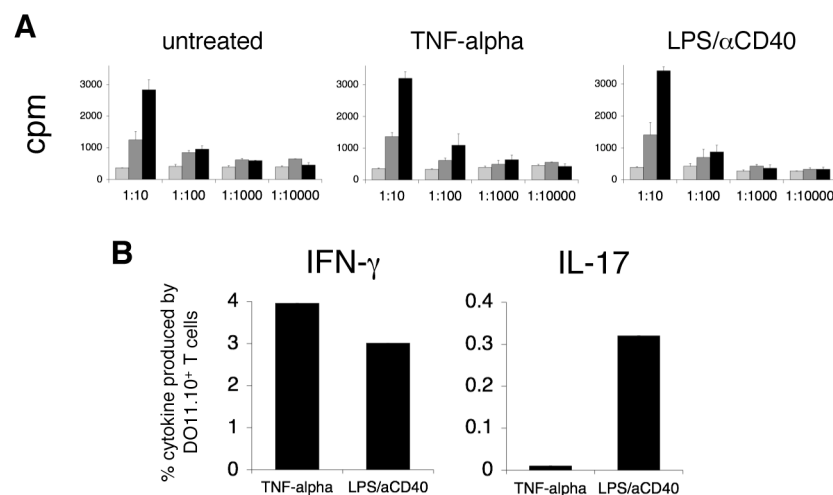 A
untreated
TNF-alpha
LPS/αCD40
cpm
3000
2000
1000
0
1:10
1:100
1:1000
1:10000
3000
2000
1000
0
1:10
1:100
1:1000
1:10000
3000
2000
1000
0
1:10
1:100
1:1000
1:10000
B
IFN-γ
IL-17
% cytokine produced by
DO11.10+ T cells
4
3
2
1
0
TNF-alpha
LPS/aCD40
0.4
0.3
0.2
0.1
0
TNF-alpha
LPS/aCD40